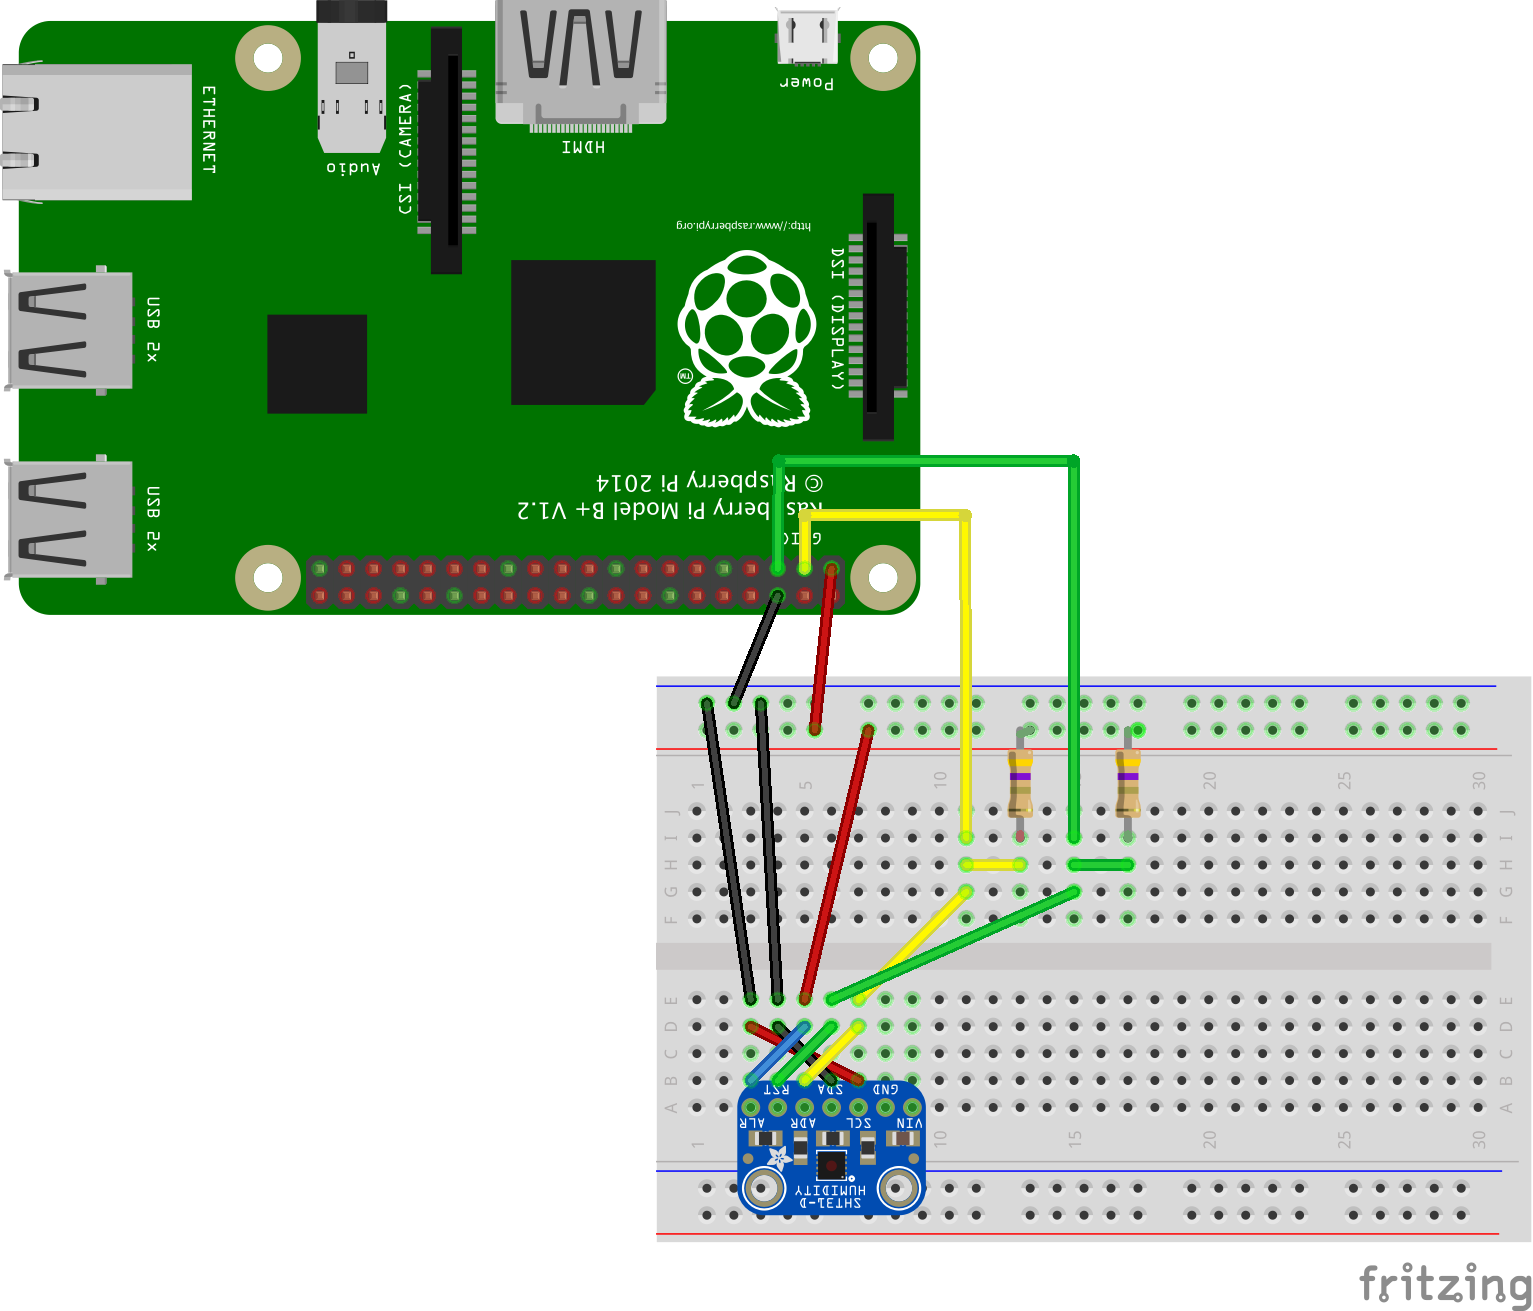 Power
ETHERNET
Audio
CSI (CAMERA)
HDMI
http://www.raspberrypi.org
DSI (DISPLAY)
TM
USB 2x
© Raspberry Pi 2014
Raspberry Pi Model B+ V1.2
USB 2x
GPIO
1 5 10 15 20 25 30
J J
I I
H H
G G
F F
E E
D D
C C
B B
A A
RST SDA GND
ALR ADR SCL VIN
1 10 15 20 25 30
HUMIDITY
SHT31-D
fritzing